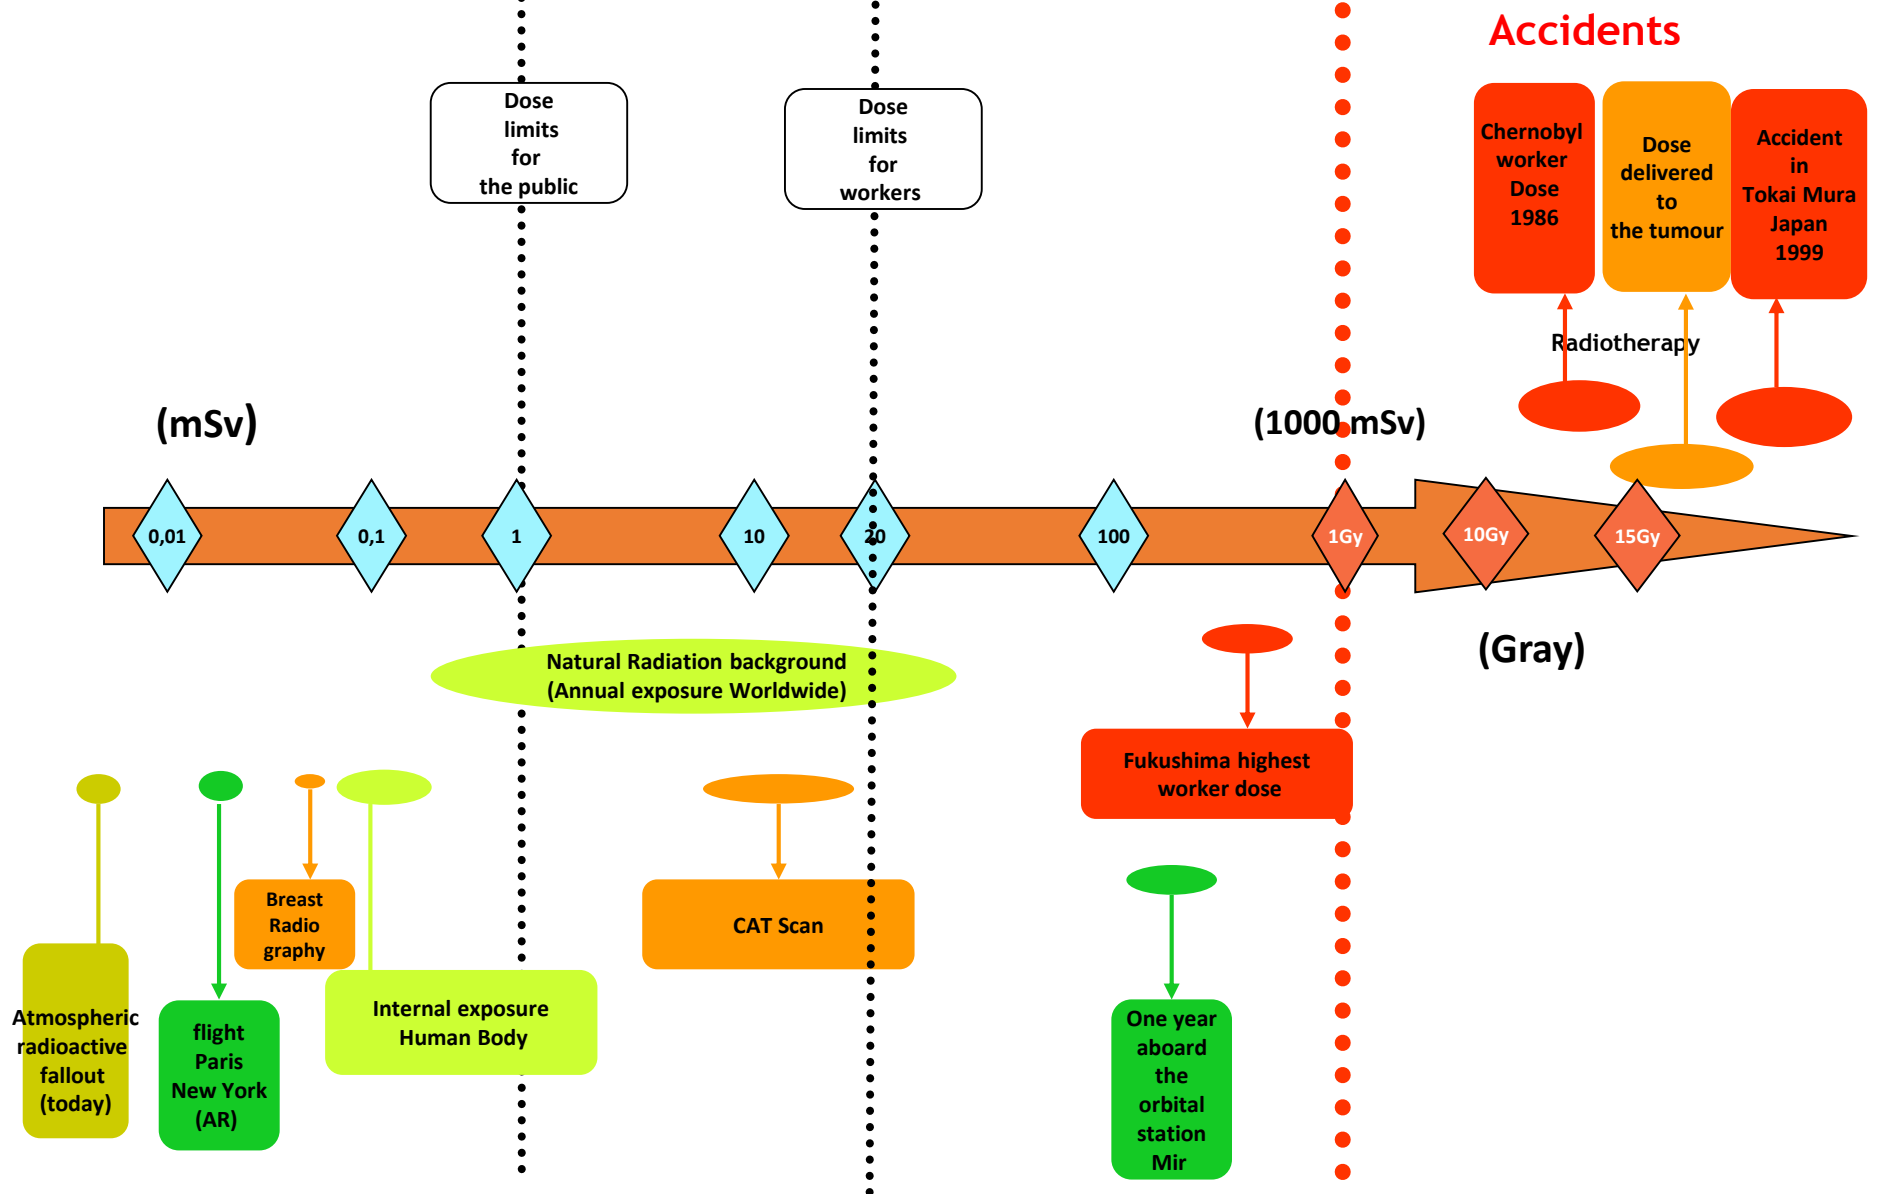 Accidents
Dose
limits
for
the public
Dose
limits
for
workers
Chernobyl
worker
Dose
1986
Dose
delivered
to
the tumour
Accident
in
Tokai Mura
Japan
1999
Radiotherapy
(mSv)
(1000 mSv)
0,01
0,1
1
10
20
100
1Gy
10Gy
15Gy
(Gray)
Natural Radiation background
(Annual exposure Worldwide)
Fukushima highest
worker dose
Breast
Radio
graphy
CAT Scan
Internal exposure
Human Body
Atmospheric
radioactive
fallout
(today)
flight
Paris
New York
(AR)
One year
aboard
the
orbital
station
Mir